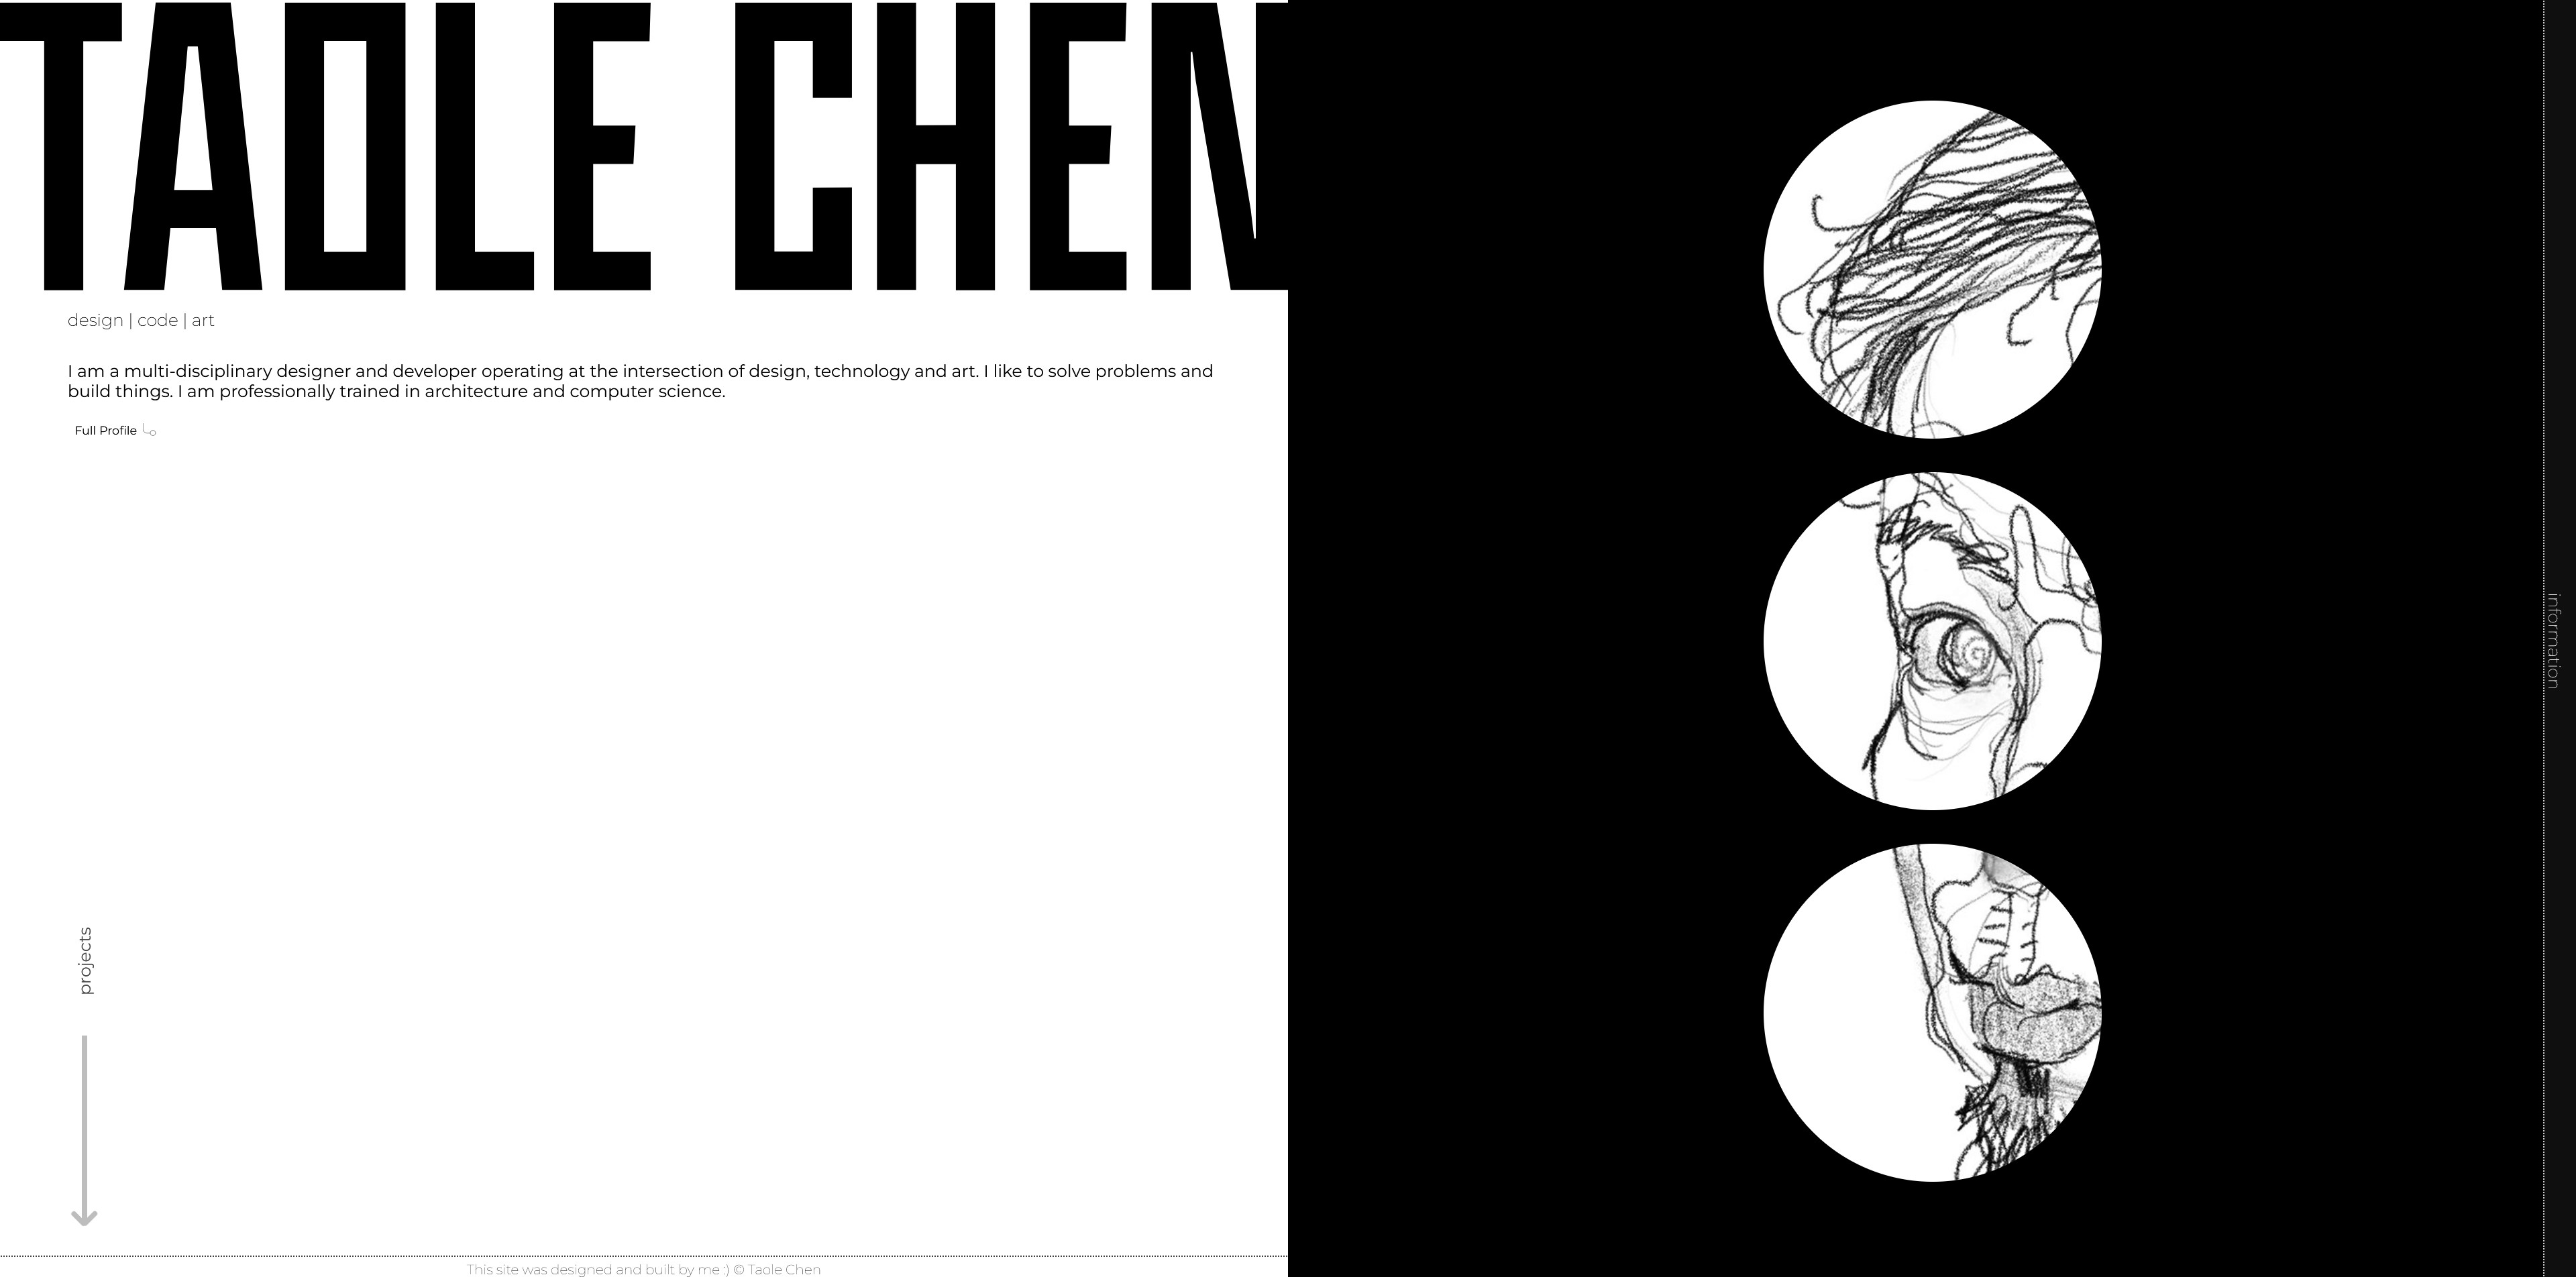 TAOLE CHEN
design | code | art
I am a multi-disciplinary designer and developer operating at the intersection of design, technology and art. I like to solve problems and
build things. I am professionally trained in architecture and computer science.
Full Profile
projects
This site was designed and built by me :) © Taole Chen
information